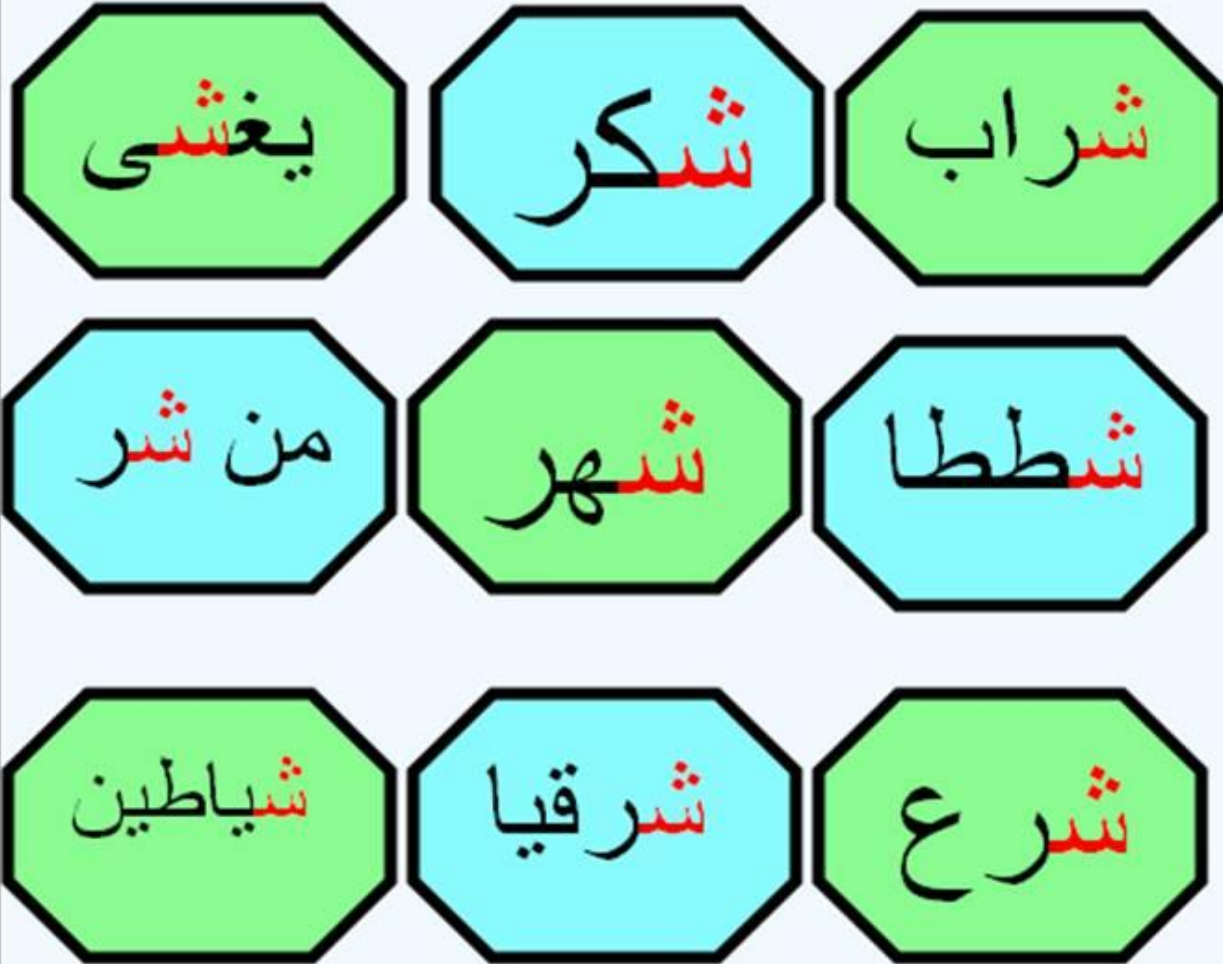 شراب
شكر
يغشى
شططا
شهر
من شر
شرع
شرقيا
شياطين